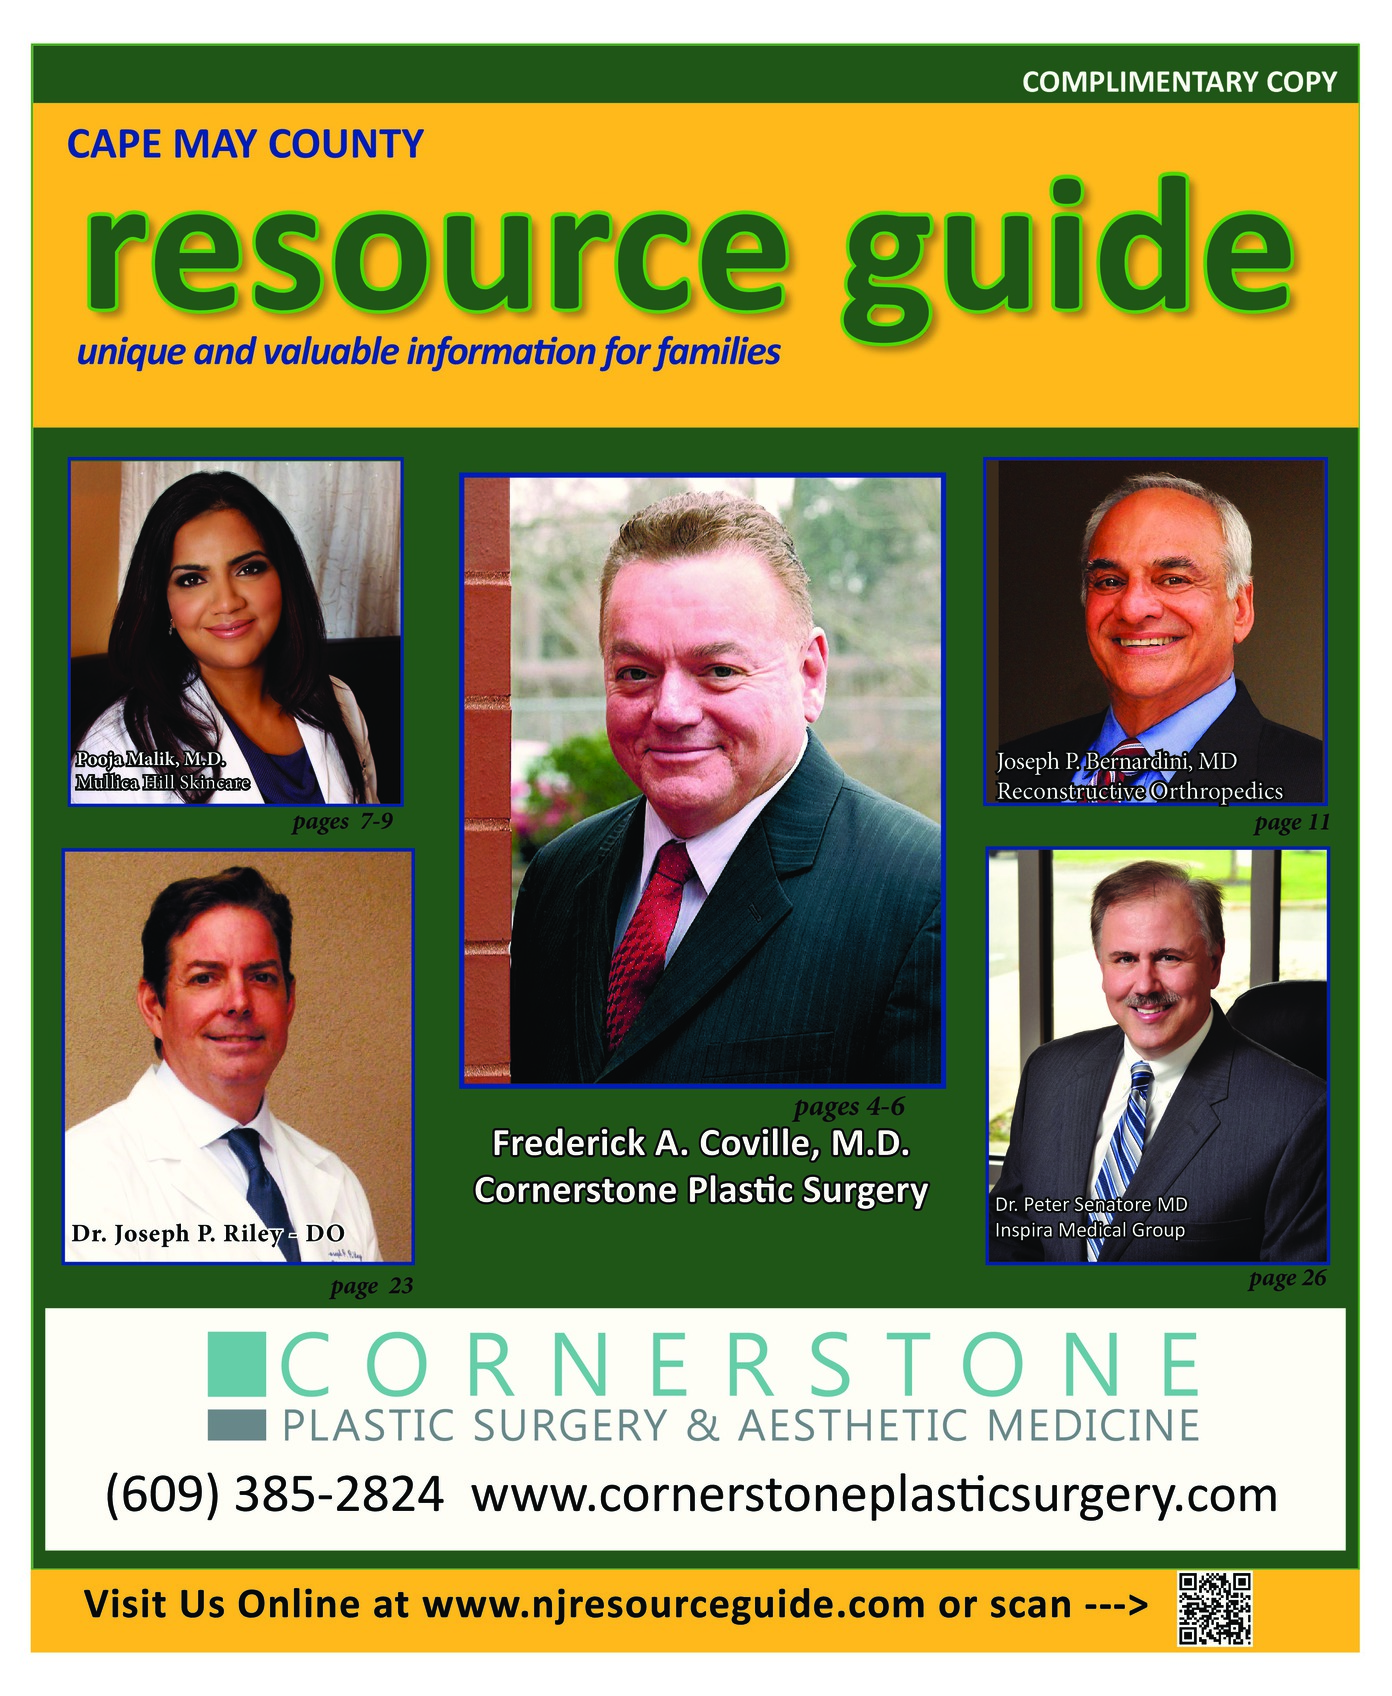 COMPLIMENTARY COPY
CAPE MAY COUNTY
resource guide
unique and valuable information for families
Pooja Malik, M.D.
Mullica Hill Skincare
pages 7-9
Joseph P. Bernardini, MD
Reconstructive Orthropedics
page 11
Dr. Joseph P. Riley - DO
page 23
pages 4-6
Frederick A. Coville, M.D.
Cornerstone Plastic Surgery
Dr. Peter Senatore MD
Inspira Medical Group
page 26
CORNERSTONE
PLASTIC SURGERY & AESTHETIC MEDICINE
(609) 385-2824 www.cornerstoneplasticsurgery.com
Visit Us Online at www.njresourceguide.com or scan --->